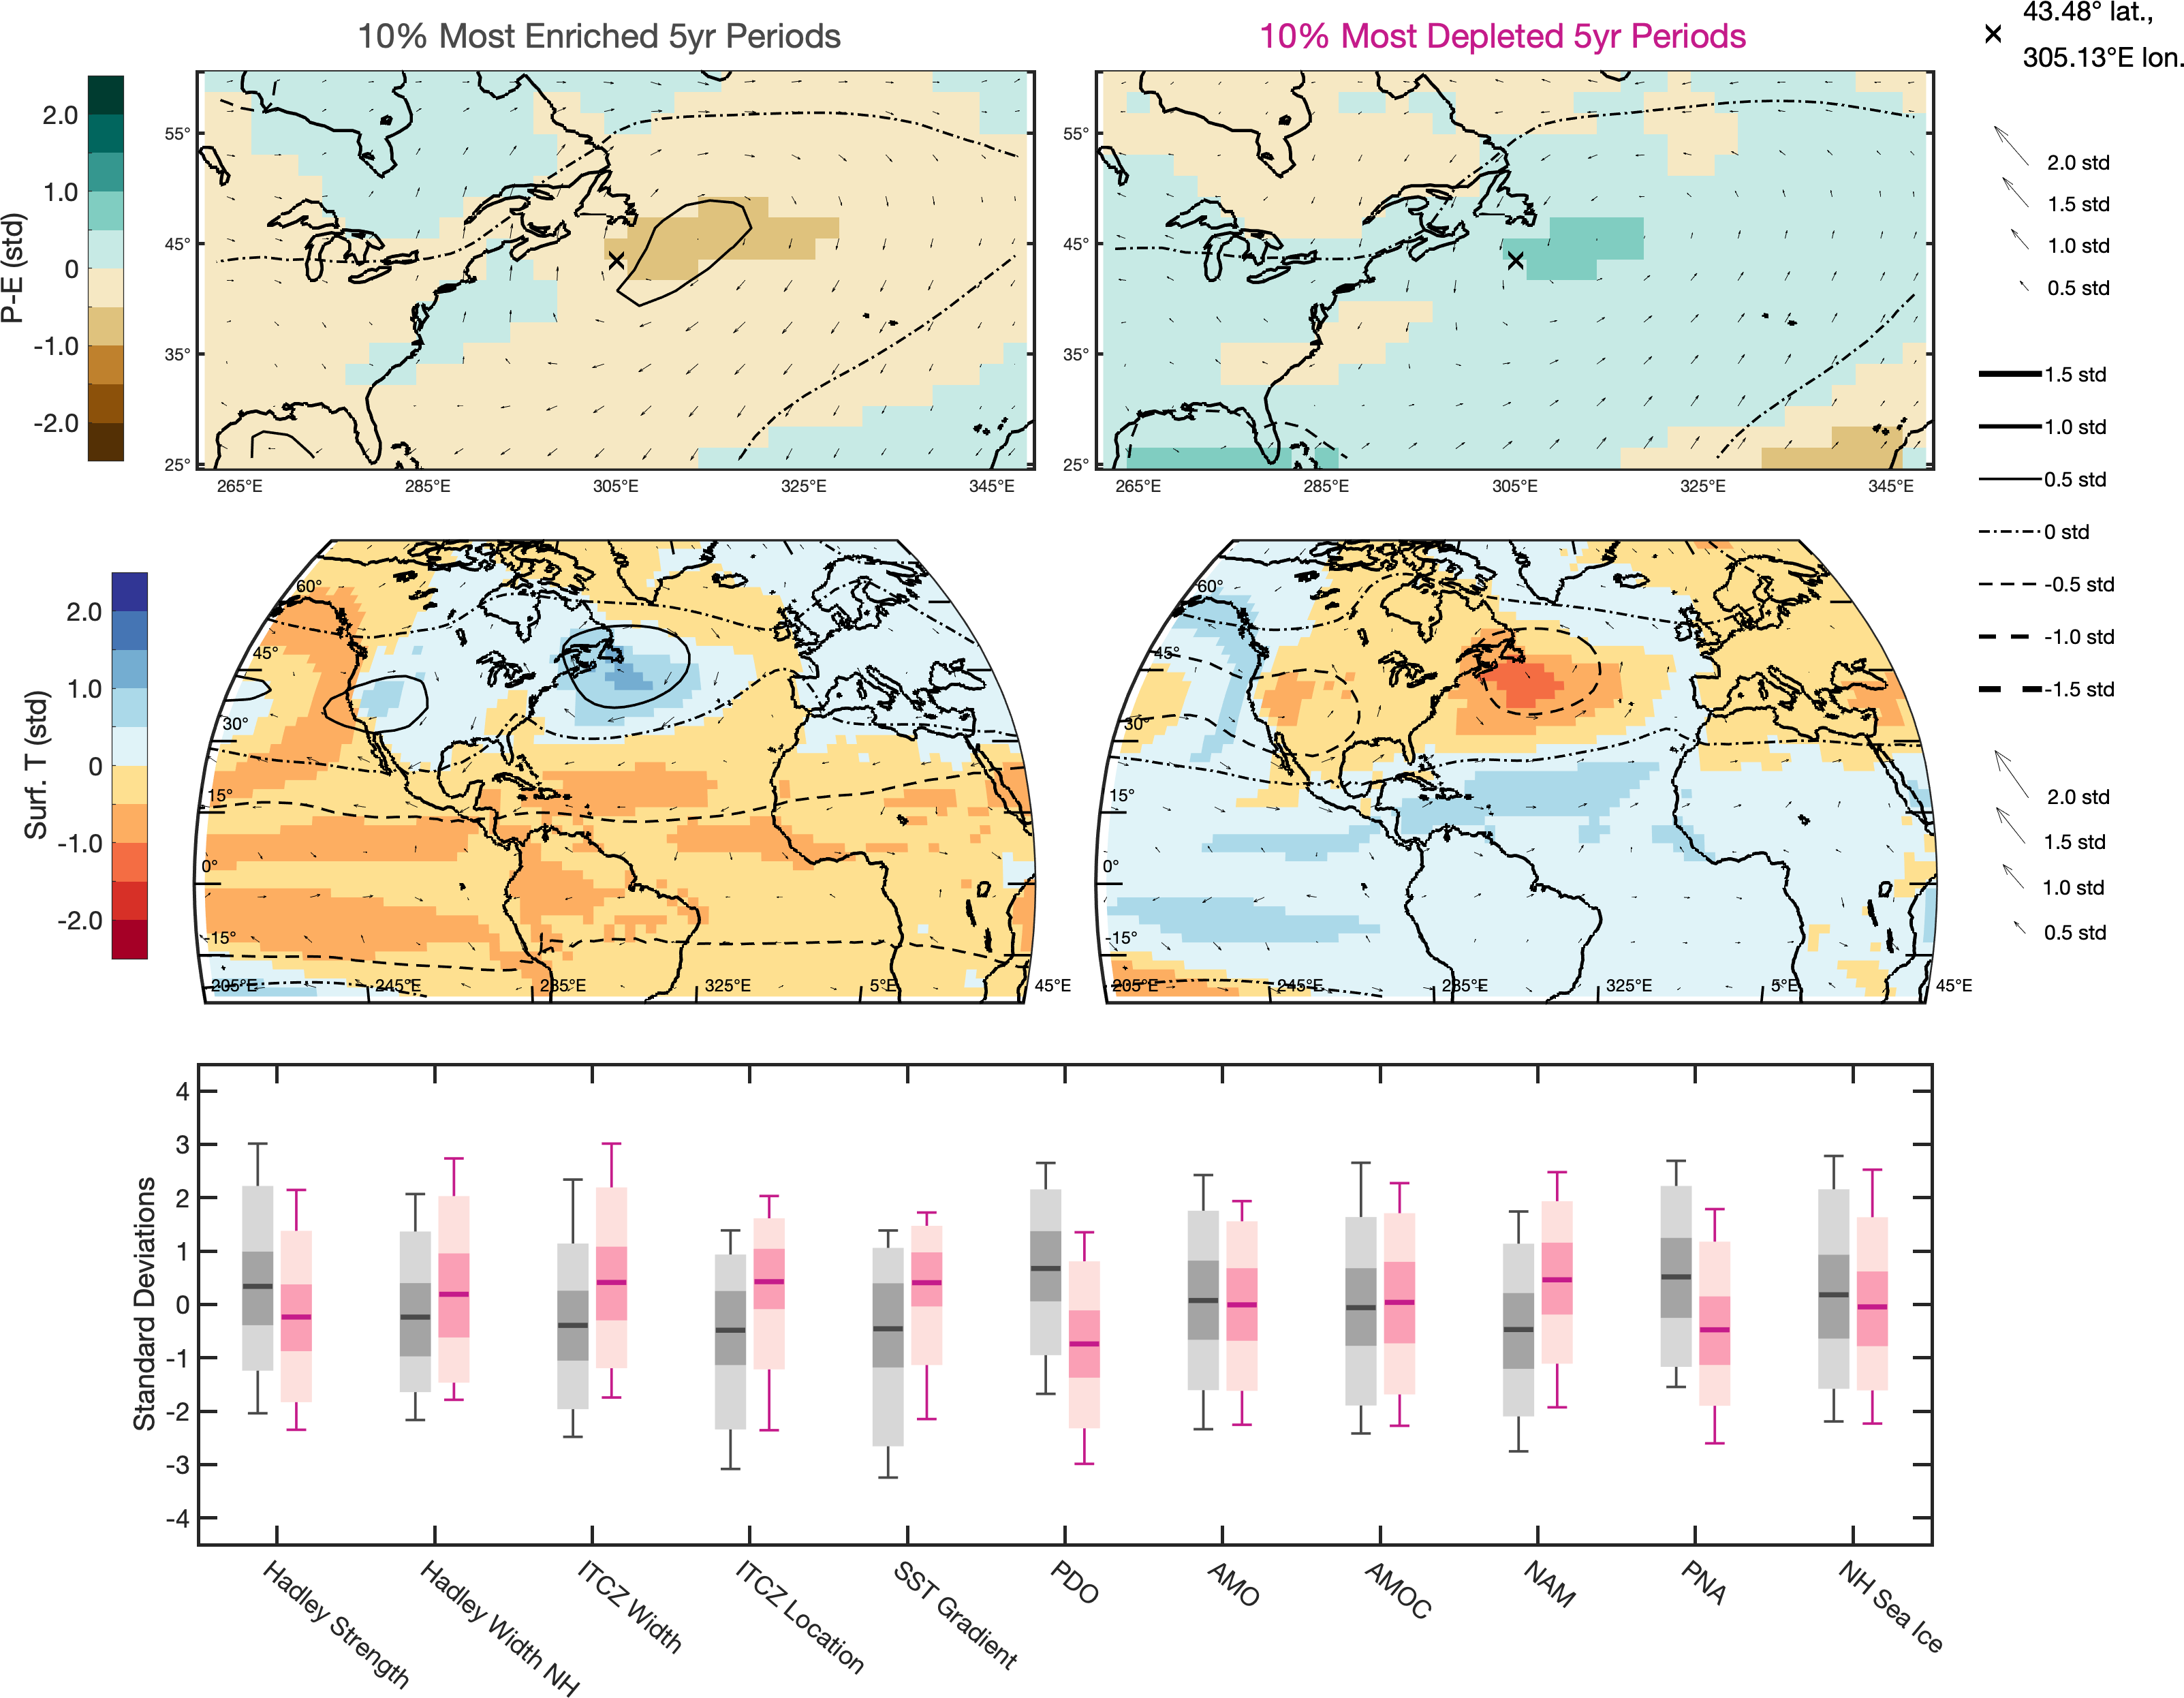 10% Most Enriched 5yr Periods
10% Most Depleted 5yr Periods
43.48° lat.,
305.13°E lon.
P-E (std)
2.0
1.0
0
-1.0
-2.0
55°
45°
35°
25°
265°E
285°E
305°E
325°E
345°E
55°
45°
35°
25°
265°E
285°E
305°E
325°E
345°E
2.0 std
1.5 std
1.0 std
0.5 std
1.5 std
1.0 std
0.5 std
0 std
-0.5 std
-1.0 std
-1.5 std
Surf. T (std)
2.0
1.0
0
-1.0
-2.0
60°
45°
30°
15°
0°
-15°
205°E
245°E
285°E
325°E
5°E
45°E
60°
45°
30°
15°
0°
-15°
205°E
245°E
285°E
325°E
5°E
45°E
2.0 std
1.5 std
1.0 std
0.5 std
Standard Deviations
4
3
2
1
0
-1
-2
-3
-4
Hadley Strength
Hadley Width NH
ITCZ Width
ITCZ Location
SST Gradient
PDO
AMO
AMOC
NAM
PNA
NH Sea Ice